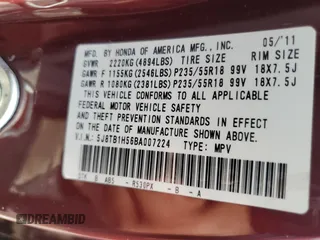 MFD. BY HONDA OF AMERICA MFG., INC. 05/'11
GVWR 2220KG(4894LBS) TIRE SIZE RIM SIZE
GAWR F 1155KG(2546LBS) P235/55R18 99V 18X7.5J
GAWR R 1080KG(2381LBS) P235/55R18 99V 18X7.5J
THIS VEHICLE CONFORMS TO ALL APPLICABLE
FEDERAL MOTOR VEHICLE SAFETY AND
THEFT PREVENTION STANDARDS IN EFFECT ON
THE DATE OF MANUFACTURE SHOWN ABOVE.
V.I.N.: 5J8TB1H56BA007224 TYPE: MPV
R530PX - B - A
DREAMBID